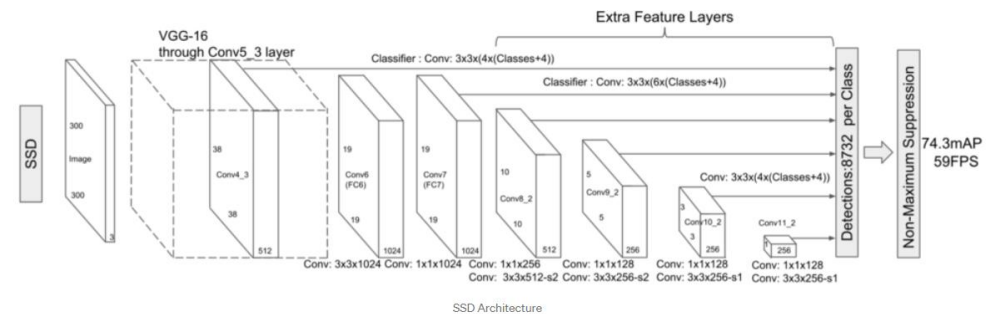 Extra Feature Layers
VGG-16
through Conv5_3 layer
Classifier : Conv: 3x3x(4x(Classes+4))
Classifier : Conv: 3x3x(6x(Classes+4))
SSD
300
Image
300
3
38
Conv4_3
38
512
19
Conv6
(FC6)
19
1024
19
Conv7
(FC7)
19
1024
10
Conv8_2
10
512
5
Conv9_2
5
256
Conv: 3x3x(4x(Classes+4))
3
Conv10_2
3
256
Conv11_2
1
256
Detections:8732 per Class
Non-Maximum Suppression
74.3mAP
59FPS
Conv: 3x3x1024
Conv: 1x1x1024
Conv: 1x1x256
Conv: 3x3x512-s2
Conv: 1x1x128
Conv: 3x3x256-s2
Conv: 1x1x128
Conv: 3x3x256-s1
Conv: 1x1x128
Conv: 3x3x256-s1
SSD Architecture